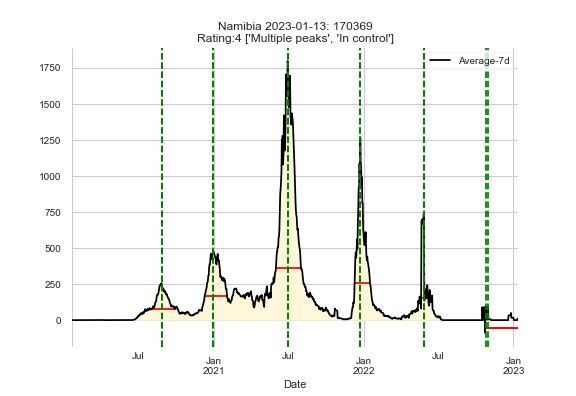 Namibia 2023-01-13: 170369
Rating:4 ['Multiple peaks', 'In control']
Average-7d
1750
1500
1250
1000
750
500
250
0
Jul
Jan
2021
Jul
Jan
2022
Jul
Jan
2023
Date